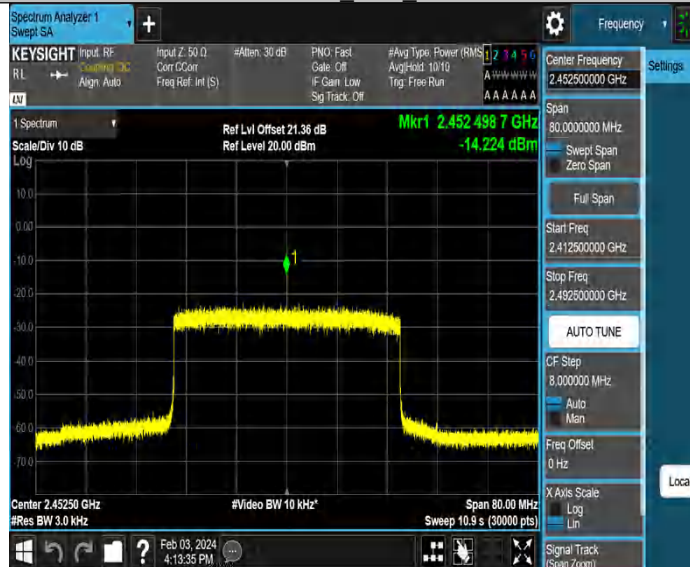 Spectrum Analyzer 1
Swept SA
Frequency
KEYSIGHT
RL
Input: RF
Coupling: DC
Align: Auto
Input Z: 50 Ω
Corr CCorr
Freq Ref: Int (S)
#Atten: 30 dB
PNO: Fast
Gate: Off
IF Gain: Low
Sig Track: Off
#Avg Type: Power (RMS
Avg|Hold: 10/10
Trig: Free Run
1 2 3 4 5 6
A W W W W W
A A A A A A
LXI
1 Spectrum
Scale/Div 10 dB
Log
Ref Lvl Offset 21.36 dB
Ref Level 20.00 dBm
Mkr1 2.452 498 7 GHz
-14.224 dBm
10.0
0.00
-10.0
-20.0
-30.0
-40.0
-50.0
-60.0
-70.0
1
Center 2.45250 GHz
#Res BW 3.0 kHz
#Video BW 10 kHz*
Span 80.00 MHz
Sweep 10.9 s (30000 pts)
?
Feb 03, 2024
4:13:35 PM
Center Frequency
2.452500000 GHz
Settings
Span
80.0000000 MHz
Swept Span
Zero Span
Full Span
Start Freq
2.412500000 GHz
Stop Freq
2.492500000 GHz
AUTO TUNE
CF Step
8.000000 MHz
Auto
Man
Freq Offset
0 Hz
X Axis Scale
Log
Lin
Loca
Signal Track
(Span Zoom)